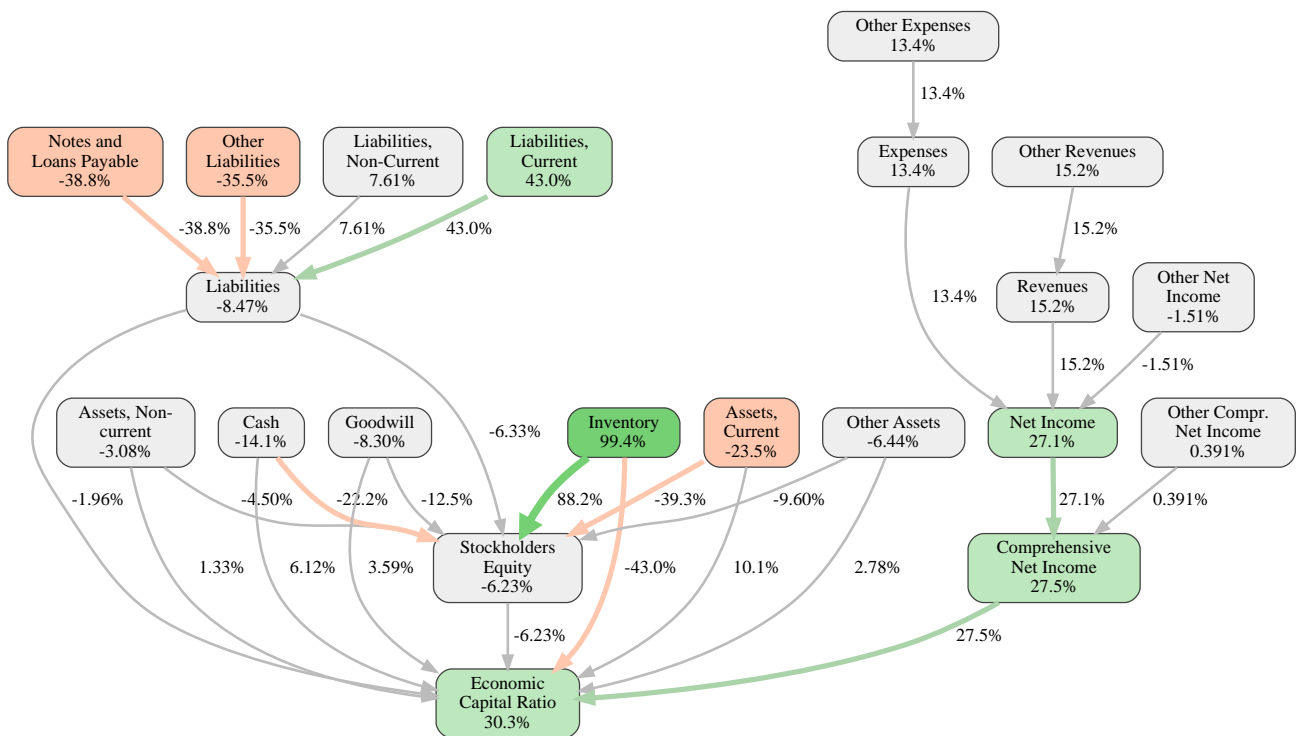 Other Expenses
13.4%
13.4%
Notes and
Loans Payable
-38.8%
Other
Liabilities
-35.5%
Liabilities,
Non-Current
7.61%
Liabilities,
Current
43.0%
Expenses
13.4%
Other Revenues
15.2%
-38.8%
-35.5%
7.61%
43.0%
15.2%
Liabilities
-8.47%
13.4%
Revenues
15.2%
Other Net
Income
-1.51%
15.2%
-1.51%
Assets, Non-
current
-3.08%
Cash
-14.1%
Goodwill
-8.30%
-6.33%
Inventory
99.4%
Assets,
Current
-23.5%
Other Assets
-6.44%
Net Income
27.1%
Other Compr.
Net Income
0.391%
-1.96%
-4.50%
-22.2%
-12.5%
88.2%
-39.3%
-9.60%
27.1%
0.391%
1.33%
6.12%
3.59%
Stockholders
Equity
-6.23%
-43.0%
10.1%
2.78%
Comprehensive
Net Income
27.5%
-6.23%
27.5%
Economic
Capital Ratio
30.3%